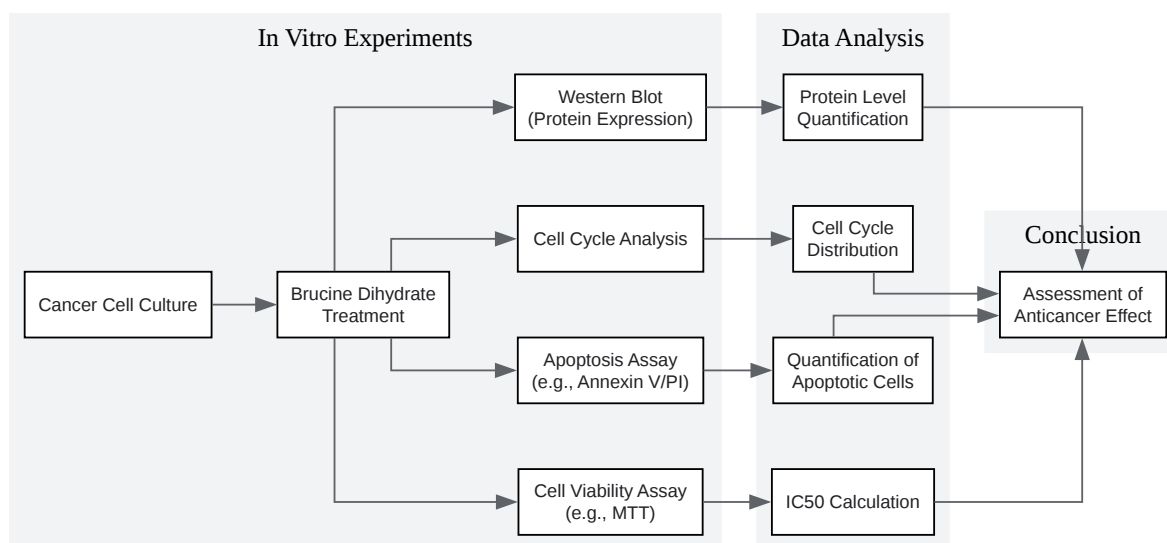 In Vitro Experiments
Data Analysis
Western Blot
(Protein Expression)
Protein Level
Quantification
Cell Cycle Analysis
Cell Cycle
Distribution
Conclusion
Cancer Cell Culture
Brucine Dihydrate
Treatment
Assessment of
Anticancer Effect
Apoptosis Assay
(e.g., Annexin V/PI)
Quantification of
Apoptotic Cells
Cell Viability Assay
(e.g., MTT)
IC50 Calculation